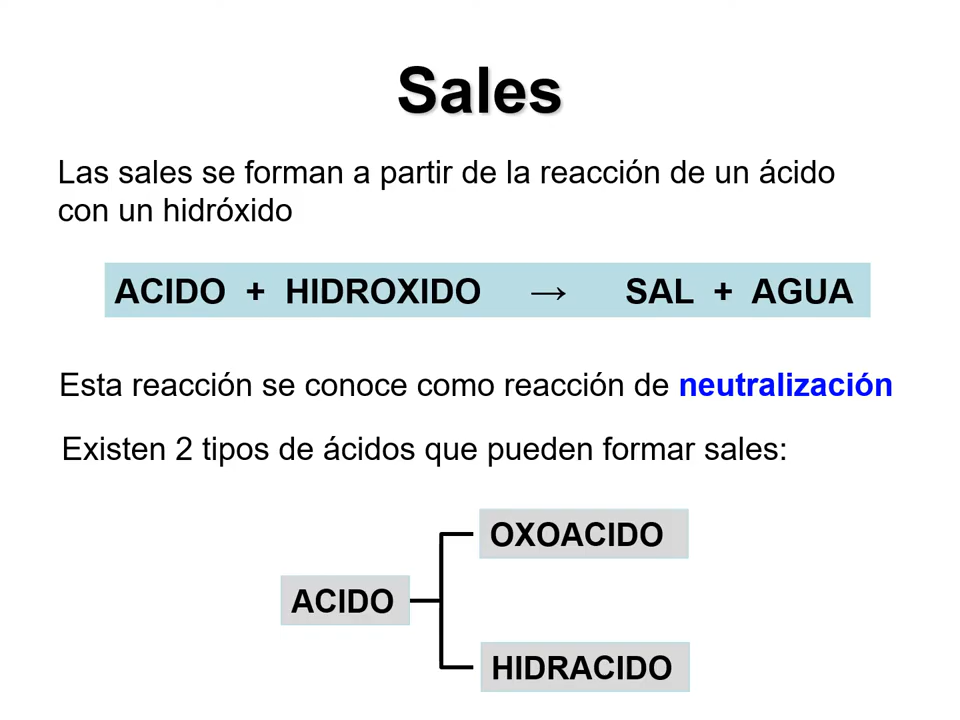 Sales
Las sales se forman a partir de la reacción de un ácido
con un hidróxido
ACIDO + HIDROXIDO → SAL + AGUA
Esta reacción se conoce como reacción de neutralización
Existen 2 tipos de ácidos que pueden formar sales:
OXOACIDO
ACIDO
HIDRACIDO